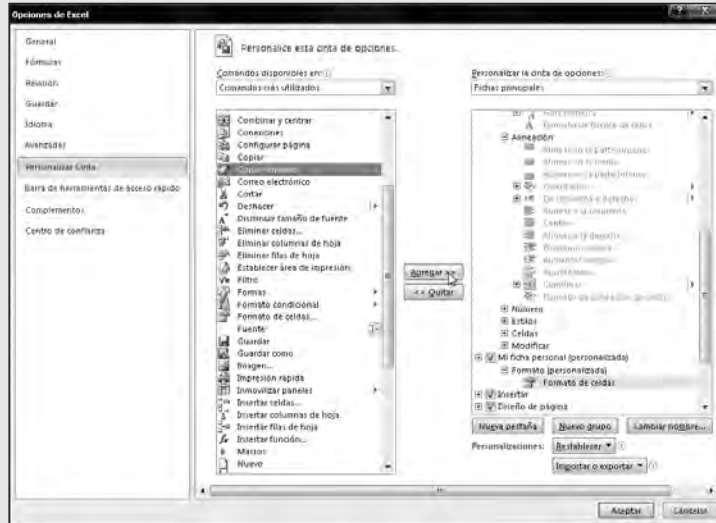 Opciones de Excel
General
Fórmulas
Revisión
Guardar
Idioma
Avanzadas
Personalizar Cinta
Barra de herramientas de acceso rápido
Complementos
Centro de confianza
Personalice esta cinta de opciones.
Comandos disponibles en:
Comandos más utilizados
Combinar y centrar
Conexiones
Configurar página
Copiar
Correo electrónico
Cortar
Deshacer
Disminuir tamaño de fuente
Eliminar celdas...
Eliminar columnas de hoja
Eliminar filas de hoja
Establecer área de impresión
Filtro
Formas
Formato condicional
Formato de celdas...
Fuente
Guardar
Guardar como
Imagen...
Impresión rápida
Inmovilizar paneles
Insertar celdas...
Insertar columnas de hoja
Insertar filas de hoja
Insertar función...
Macros
Nuevo
Agregar >>
<< Quitar
Personalizar la cinta de opciones:
Fichas principales
Alineación
Número
Estilos
Celdas
Modificar
Mi ficha personal (personalizada)
Formato (personalizada)
Formato de celdas
Insertar
Diseño de página
Nueva pestaña
Nuevo grupo
Cambiar nombre...
Personalizaciones:
Restablecer
Importar o exportar
Aceptar
Cancelar